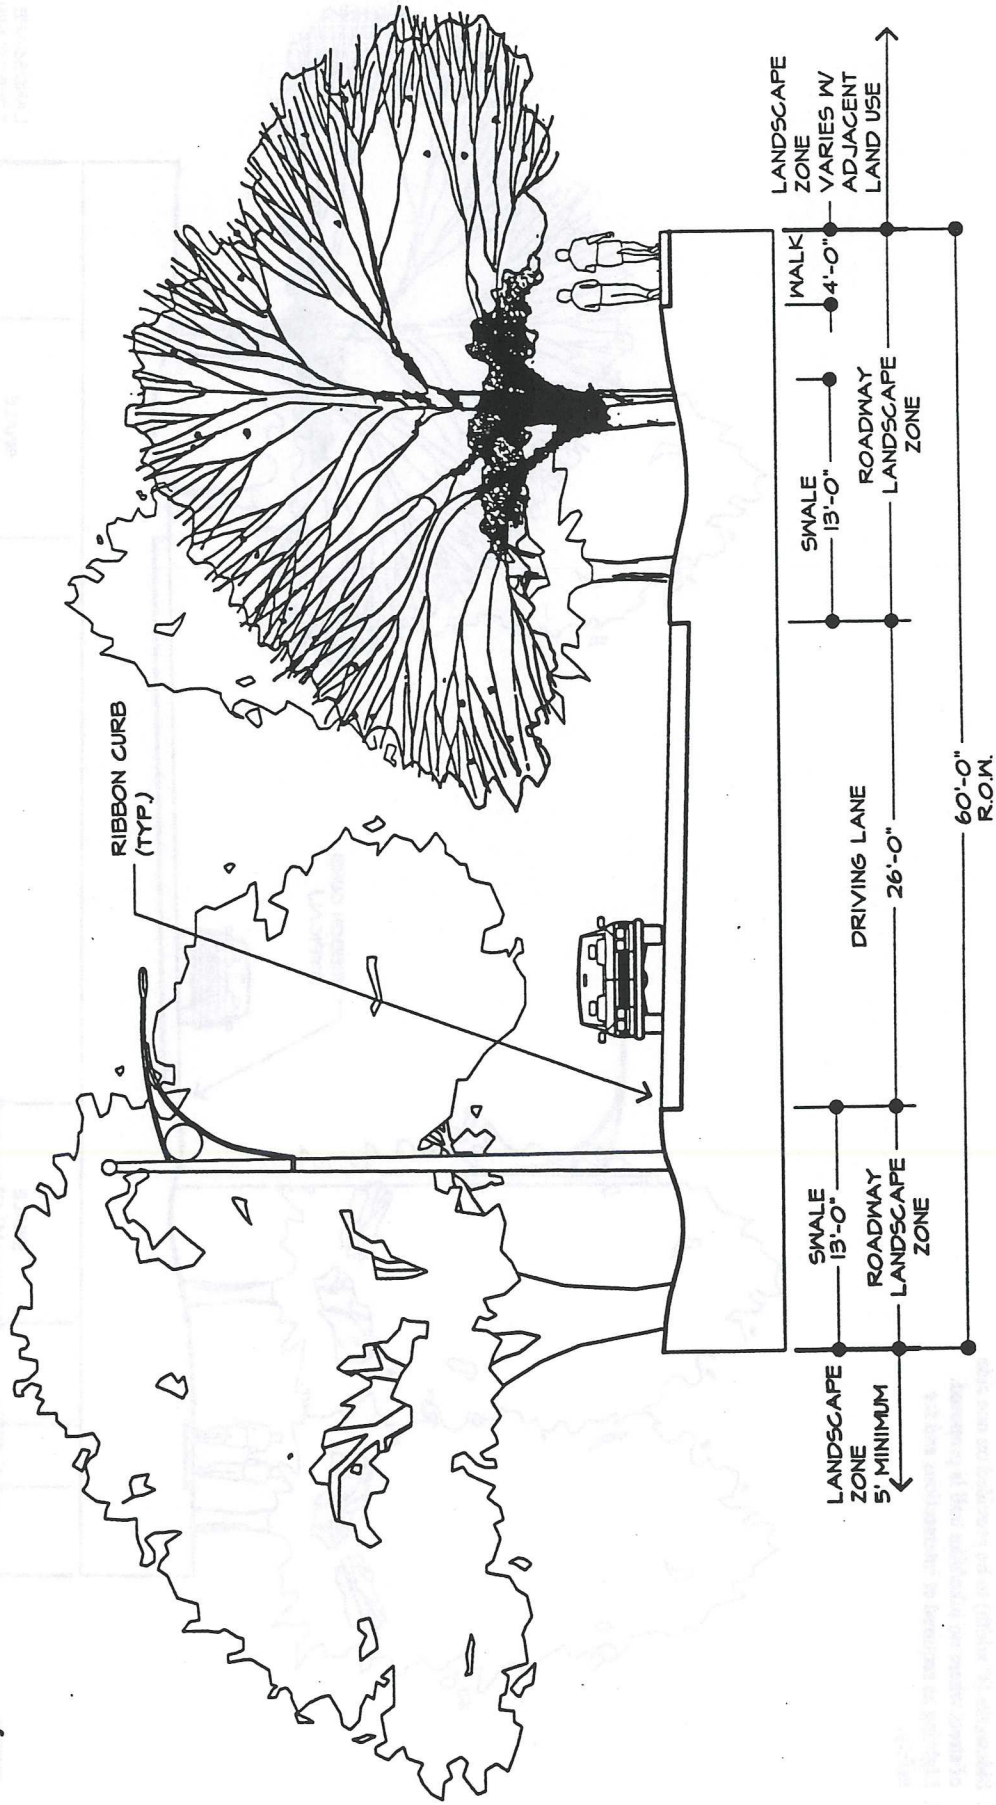 RIBBON CURB
(TYP.)
LANDSCAPE
ZONE
5' MINIMUM
SWALE
13'-0"
ROADWAY
LANDSCAPE
ZONE
DRIVING LANE
26'-0"
SWALE
13'-0"
ROADWAY
LANDSCAPE
ZONE
WALK
4'-0"
LANDSCAPE
ZONE
VARIES W/
ADJACENT
LAND USE
60'-0"
R.O.W.